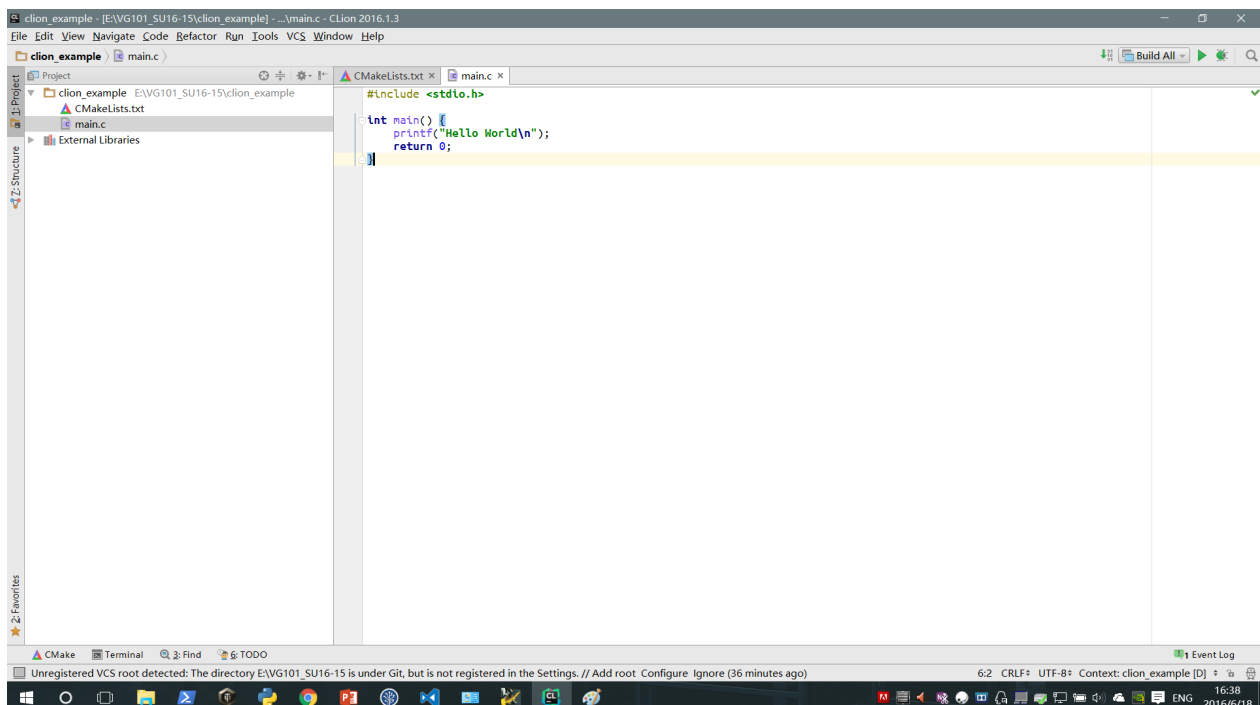 clion_example - [E:\VG101_SU16-15\clion_example] - ...\main.c - CLion 2016.1.3
File Edit View Navigate Code Refactor Run Tools VCS Window Help
clion_example main.c
Build All
1: Project
Z: Structure
2: Favorites
Project
clion_example E:\VG101_SU16-15\clion_example
CMakeLists.txt
main.c
External Libraries
CMakeLists.txt × main.c ×
#include <stdio.h>
int main() {
printf("Hello World\n");
return 0;
}
CMake Terminal 3: Find 6: TODO
1 Event Log
Unregistered VCS root detected: The directory E:\VG101_SU16-15 is under Git, but is not registered in the Settings. // Add root Configure Ignore (36 minutes ago)
6:2 CRLF÷ UTF-8÷ Context: clion_example [D]
ENG
16:38
2016/6/18